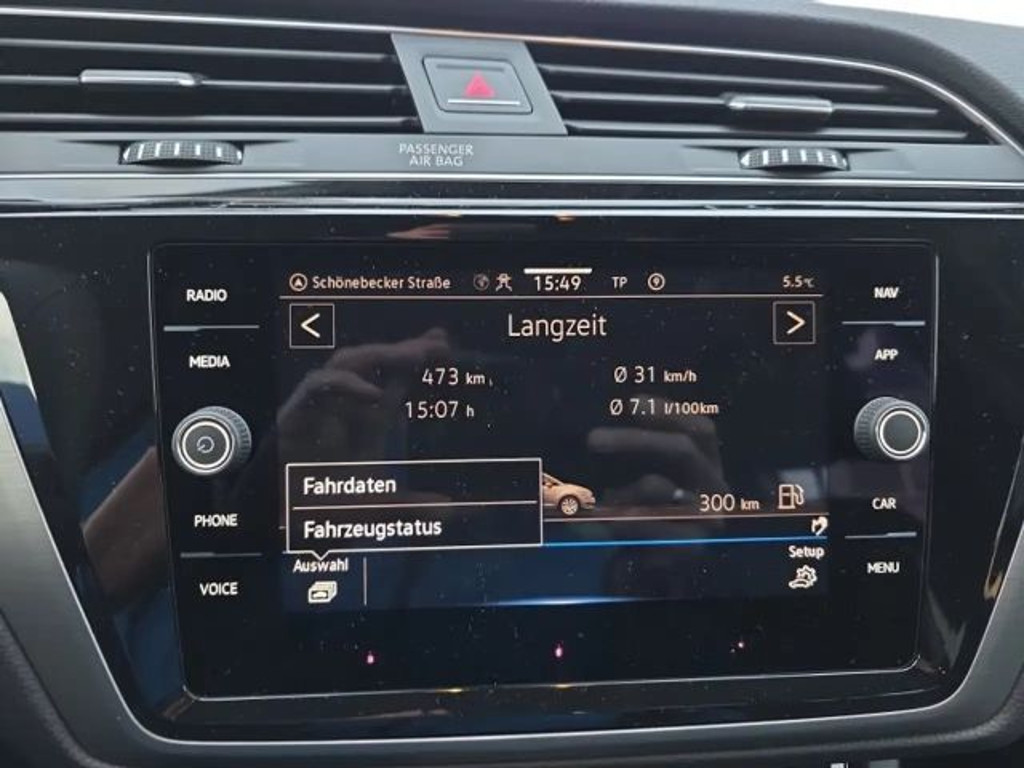 PASSENGER
AIR BAG
RADIO
MEDIA
PHONE
VOICE
Schönebecker Straße 15:49 TP 5.5°C
< Langzeit >
473 km Ø 31 km/h
15:07 h Ø 7.1 l/100km
Fahrdaten
Fahrzeugstatus
300 km
Auswahl
Setup
NAV
APP
CAR
MENU